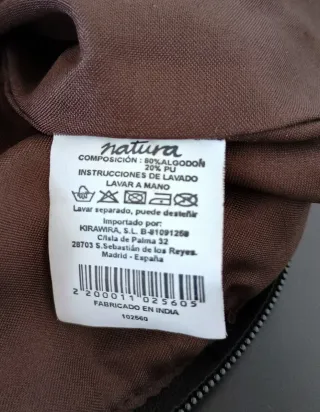 natura
COMPOSICIÓN : 80%ALGODÓN
20% PU
INSTRUCCIONES DE LAVADO
LAVAR A MANO
Lavar separado, puede desteñir
Importado por:
KIRAWIRA, S.L. B-81091250
C/Isla de Palma 32
28703 S.Sebastián de los Reyes.
Madrid - España
2 200011 025605
FABRICADO EN INDIA
102560